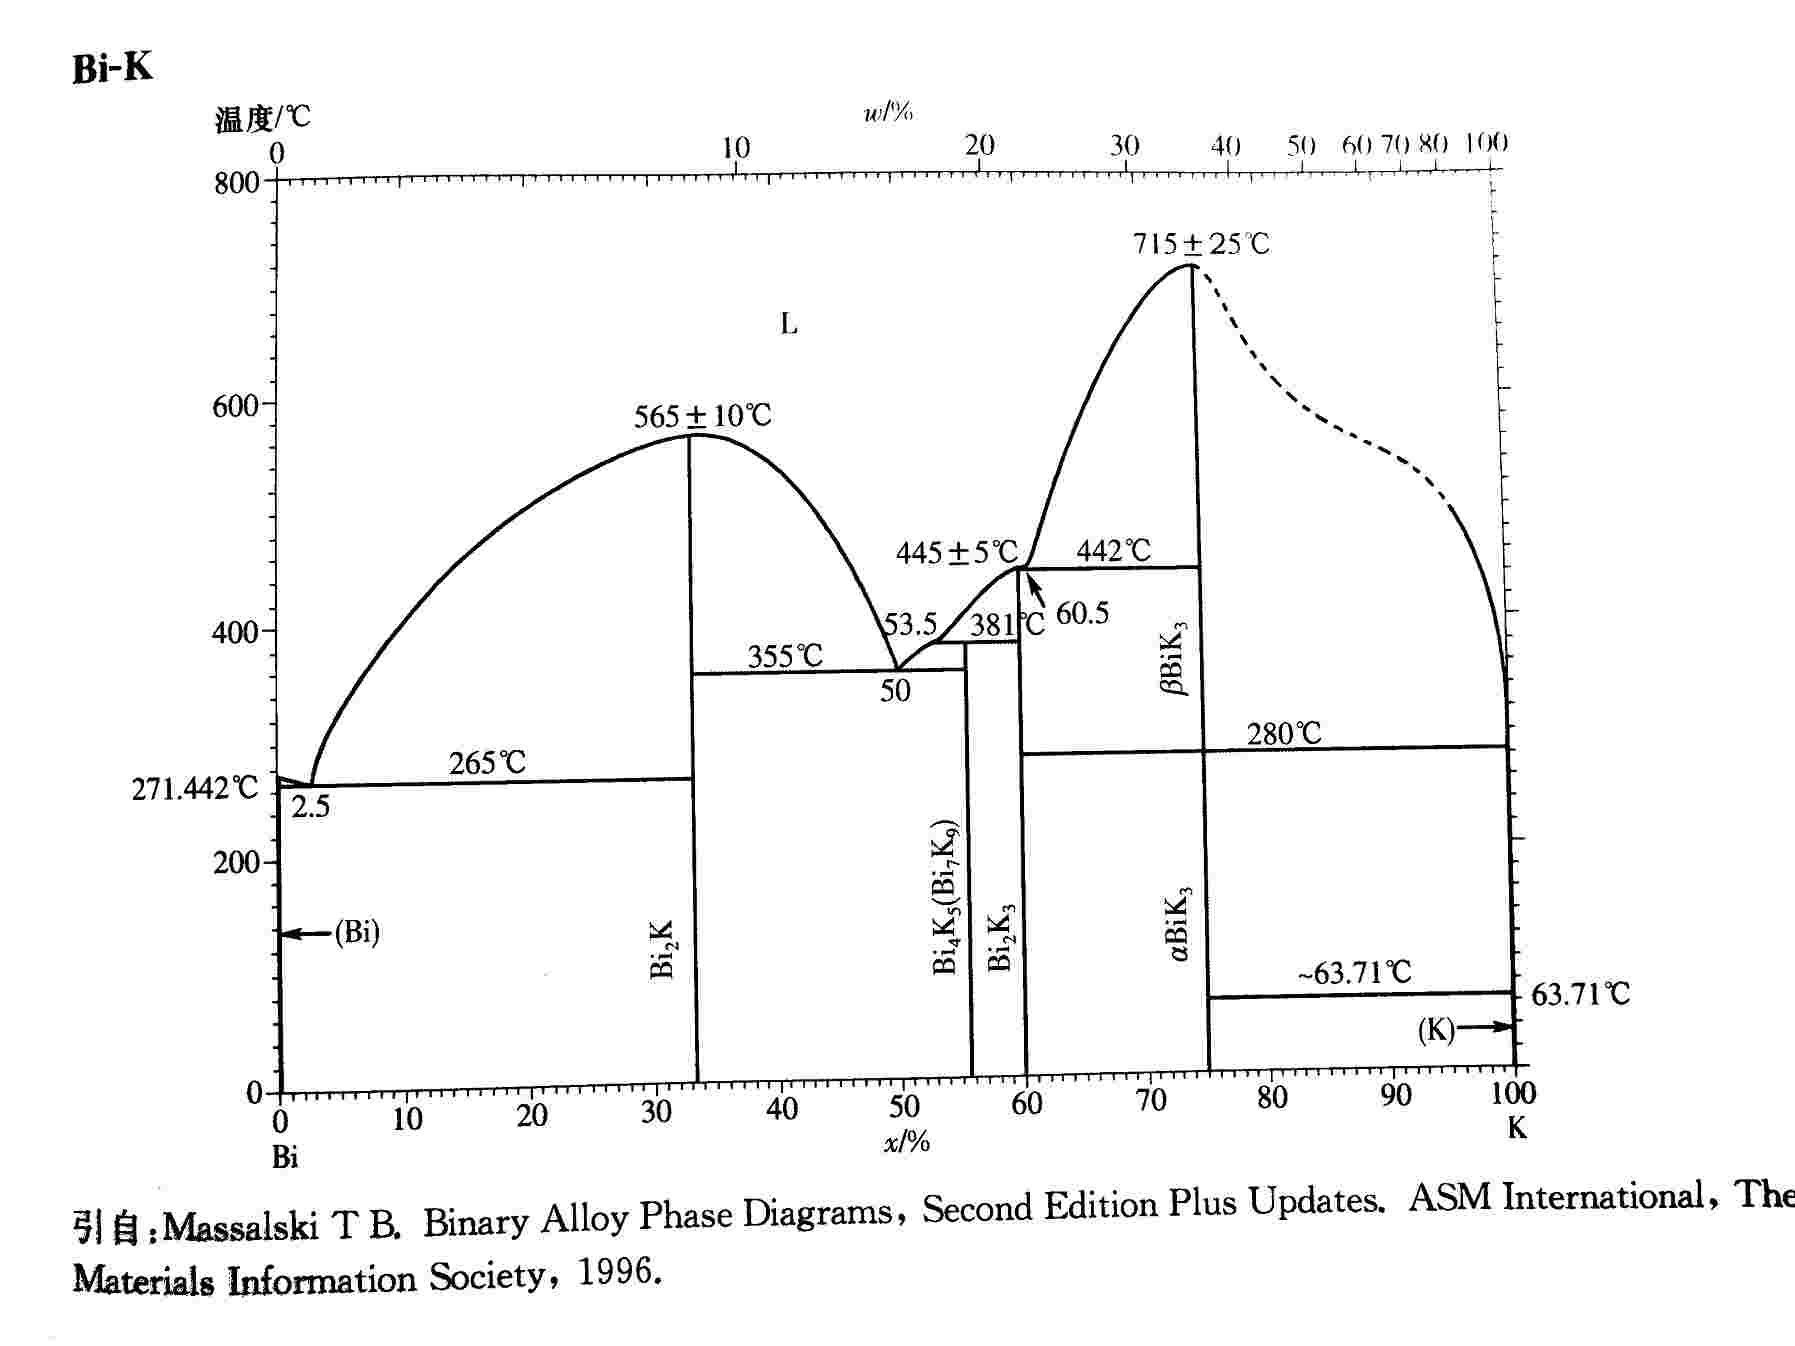 Bi-K
温度/℃
w/%
0 10 20 30 40 50 60 70 80 100
800
715±25℃
L
600
565±10℃
445±5℃ 442℃
53.5 381℃ 60.5
400
355℃
50
βBiK₃
280℃
265℃
271.442℃
2.5
200
(Bi)
Bi₂K
Bi₄K₅(Bi₇K₉)
Bi₂K₃
αBiK₃
~63.71℃
63.71℃
(K)
0
0 10 20 30 40 50 60 70 80 90 100
Bi x/% K
引自:Massalski T B. Binary Alloy Phase Diagrams, Second Edition Plus Updates. ASM International, The
Materials Information Society, 1996.